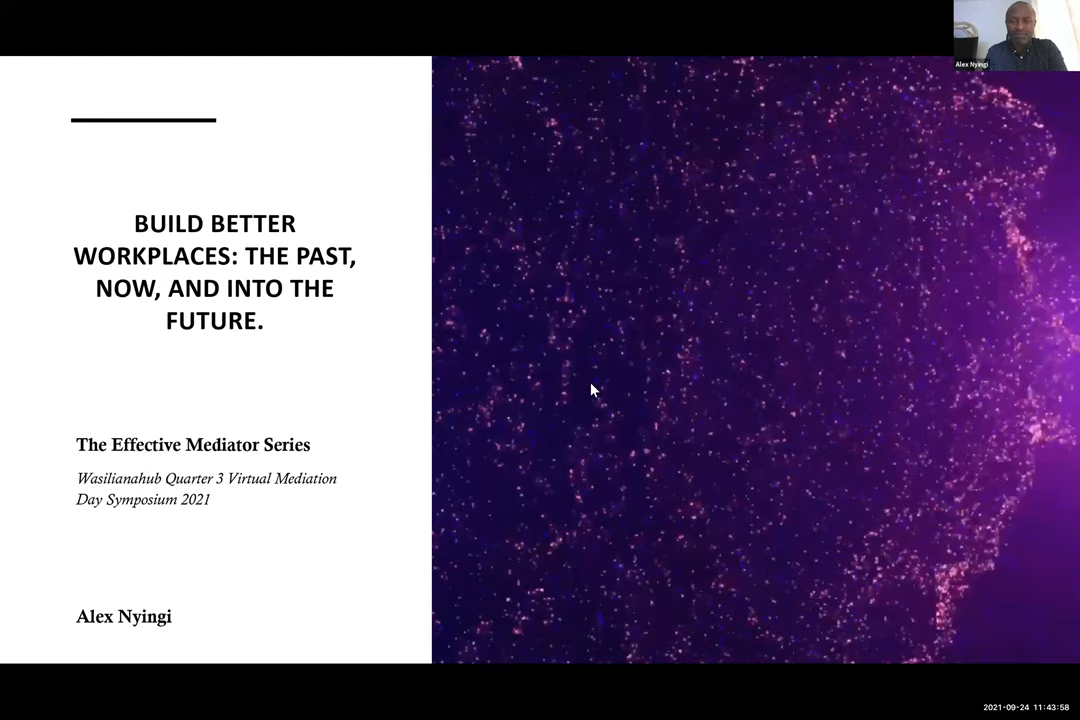 Alex Nyingi
BUILD BETTER
WORKPLACES: THE PAST,
NOW, AND INTO THE
FUTURE.
The Effective Mediator Series
Wasilianahub Quarter 3 Virtual Mediation
Day Symposium 2021
Alex Nyingi
2021-09-24 11:43:58